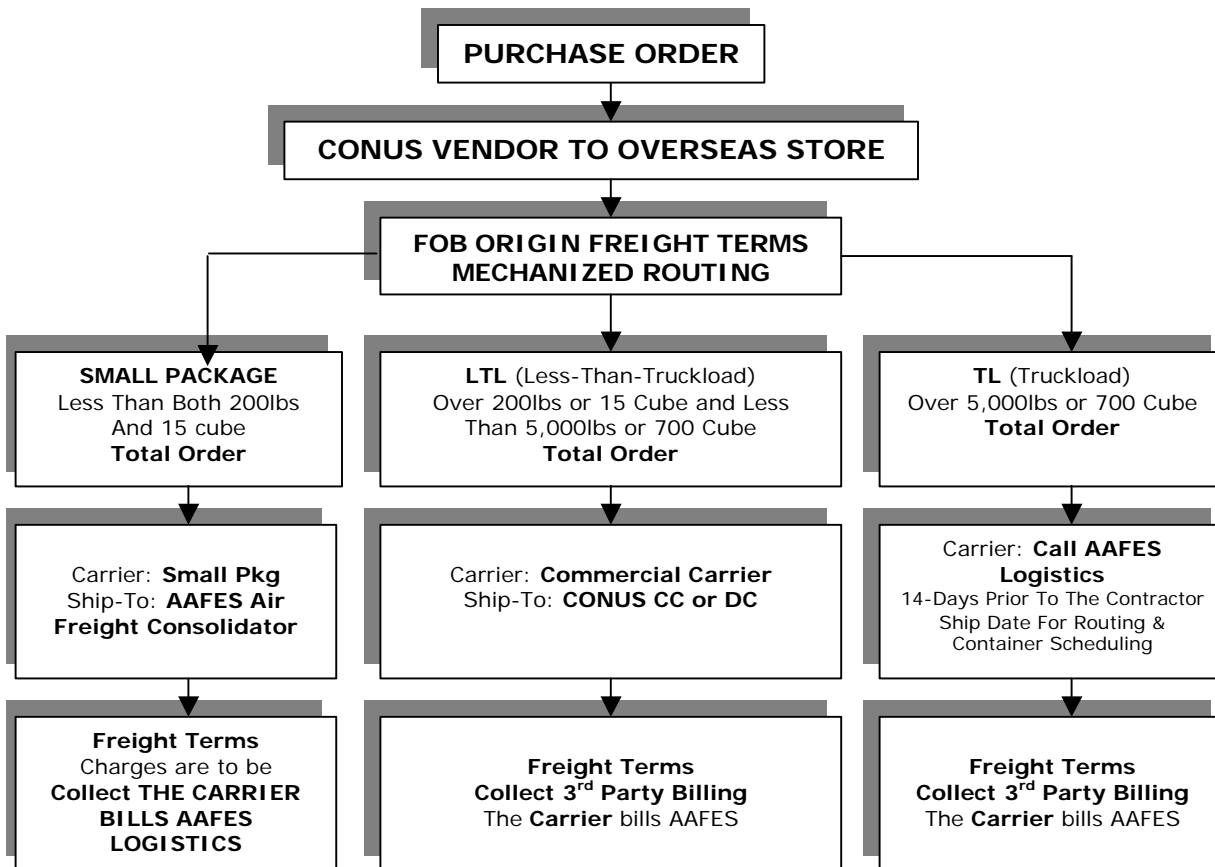 PURCHASE ORDER
CONUS VENDOR TO OVERSEAS STORE
FOB ORIGIN FREIGHT TERMS
MECHANIZED ROUTING
SMALL PACKAGE
Less Than Both 200lbs
And 15 cube
Total Order
LTL (Less-Than-Truckload)
Over 200lbs or 15 Cube and Less
Than 5,000lbs or 700 Cube
Total Order
TL (Truckload)
Over 5,000lbs or 700 Cube
Total Order
Carrier: Small Pkg
Ship-To: AAFES Air
Freight Consolidator
Carrier: Commercial Carrier
Ship-To: CONUS CC or DC
Carrier: Call AAFES
Logistics
14-Days Prior To The Contractor
Ship Date For Routing &
Container Scheduling
Freight Terms
Charges are to be
Collect THE CARRIER
BILLS AAFES
LOGISTICS
Freight Terms
Collect 3rd Party Billing
The Carrier bills AAFES
Freight Terms
Collect 3rd Party Billing
The Carrier bills AAFES